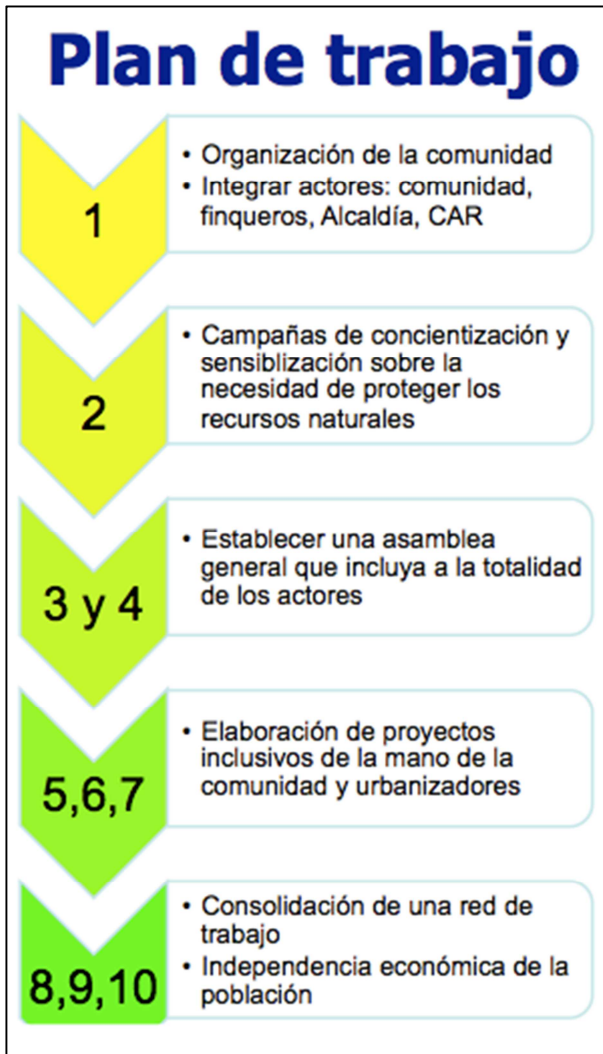 Plan de trabajo
1
• Organización de la comunidad
• Integrar actores: comunidad,
finqueros, Alcaldía, CAR
2
• Campañas de concientización y
sensiblización sobre la
necesidad de proteger los
recursos naturales
3 y 4
• Establecer una asamblea
general que incluya a la totalidad
de los actores
5,6,7
• Elaboración de proyectos
inclusivos de la mano de la
comunidad y urbanizadores
8,9,10
• Consolidación de una red de
trabajo
• Independencia económica de la
población